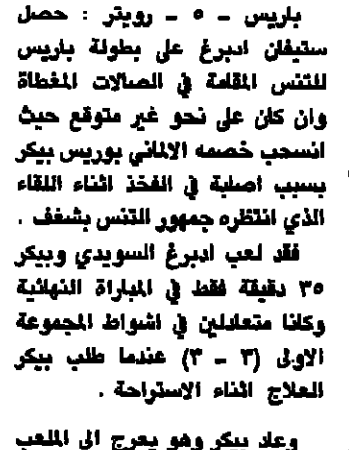 باريس - ٥ - رويتر : حصل
ستيفان ادبرغ على بطولة باريس
للتنس المقامة في الصالات المغطاة
وان كان على نحو غير متوقع حيث
انسحب خصمه الالماني بوريس بيكر
بسبب اصابة في الفخذ اثناء اللقاء
الذي انتظره جمهور التنس بشغف .
فقد لعب ادبرغ السويدي وبيكر
٣٥ دقيقة فقط في المباراة النهائية
وكانا متعادلين في اشواط المجموعة
الاولى (٣ - ٣) عندما طلب بيكر
العلاج اثناء الاستراحة .
وعاد بيكر وهو يعرج الى الملعب